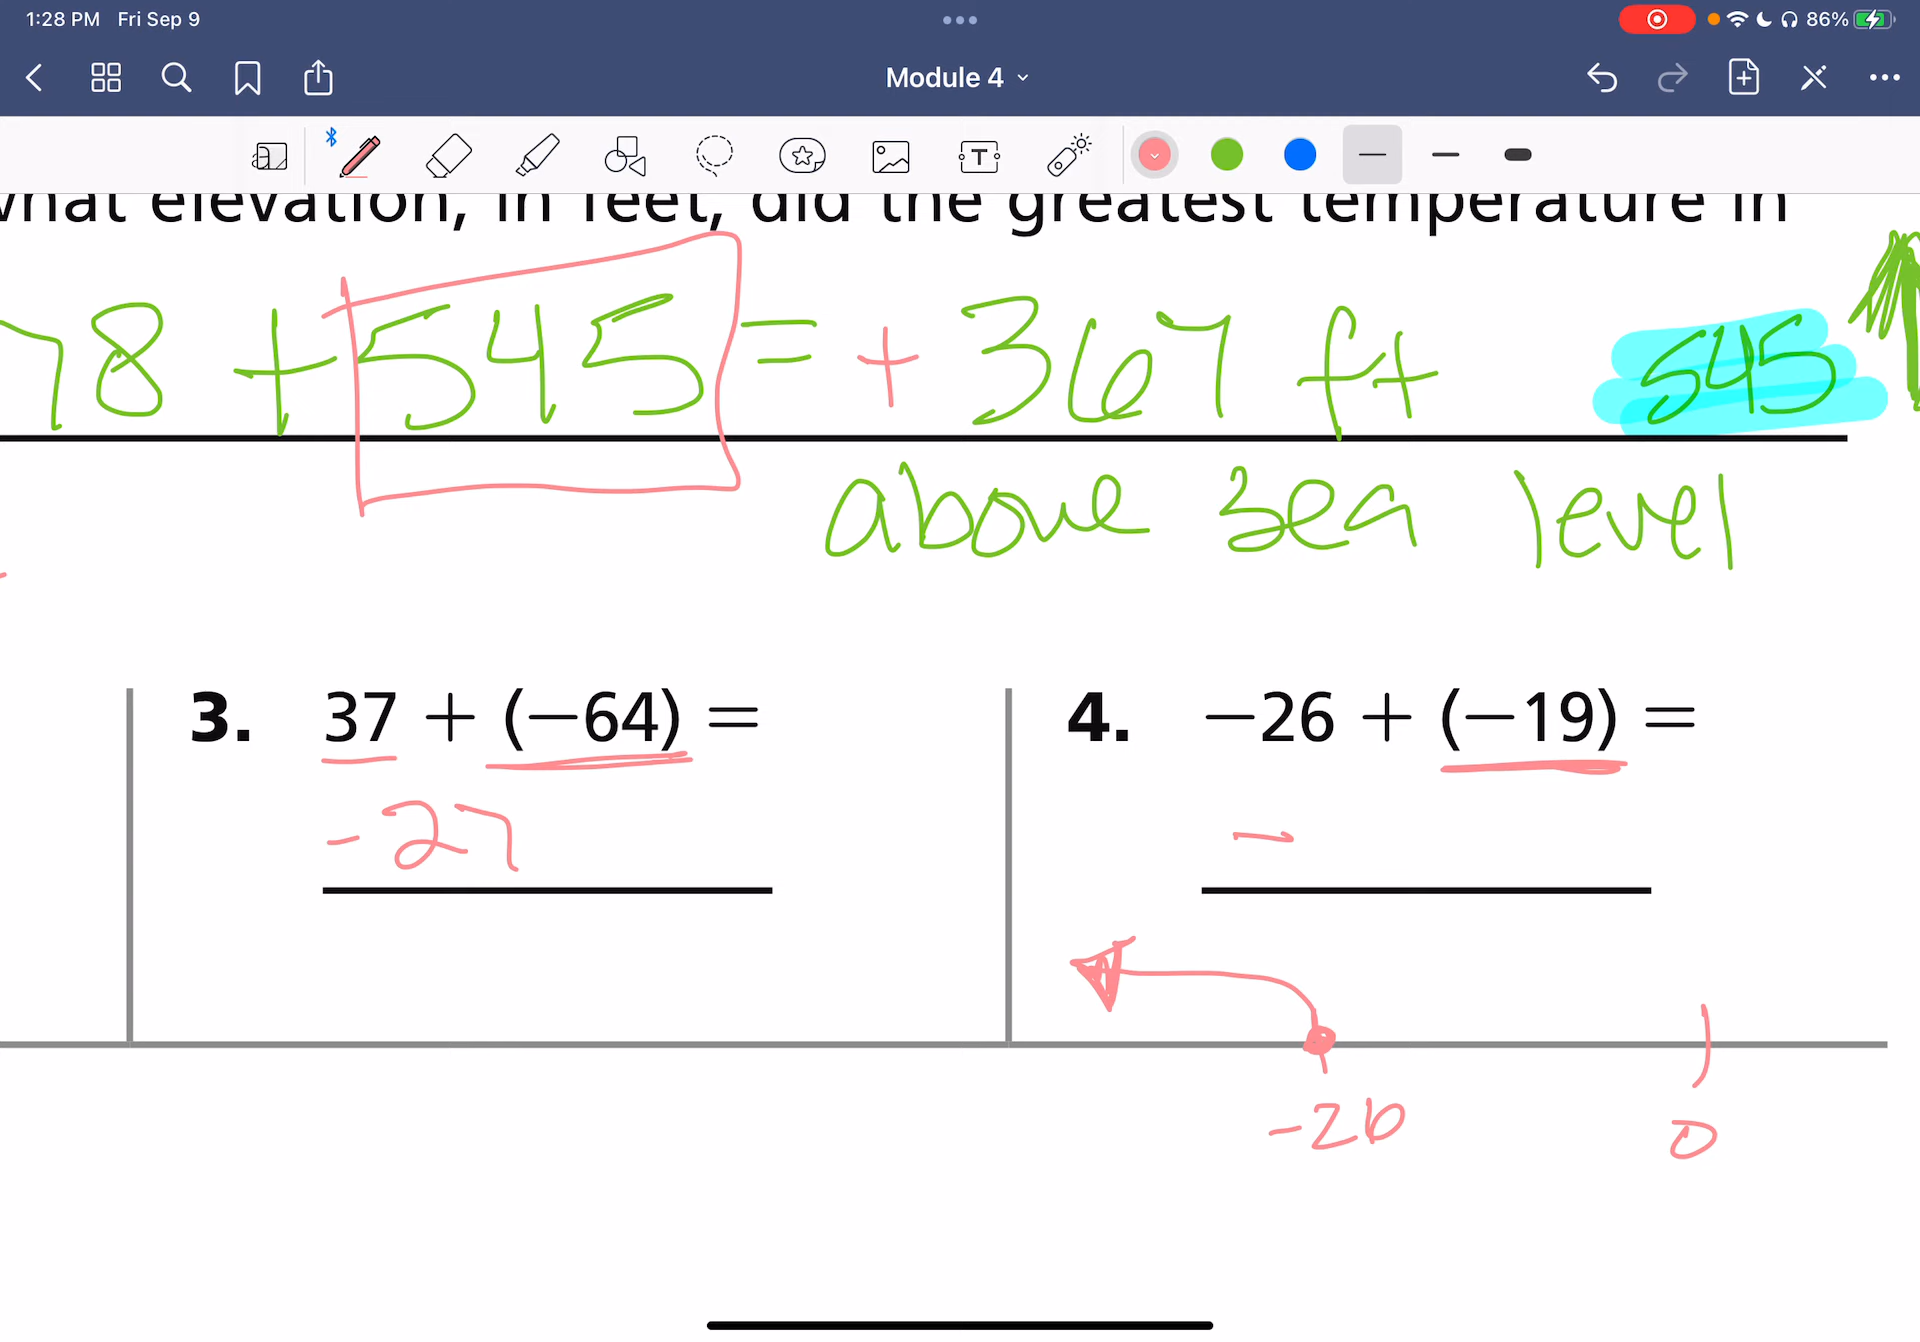 1:28 PM Fri Sep 9
86%
Module 4
what elevation, in feet, did the greatest temperature in
78 + 545 = + 367 ft 545
above sea level
3. 37 + (−64) =
4. −26 + (−19) =
-27
-
-26 0